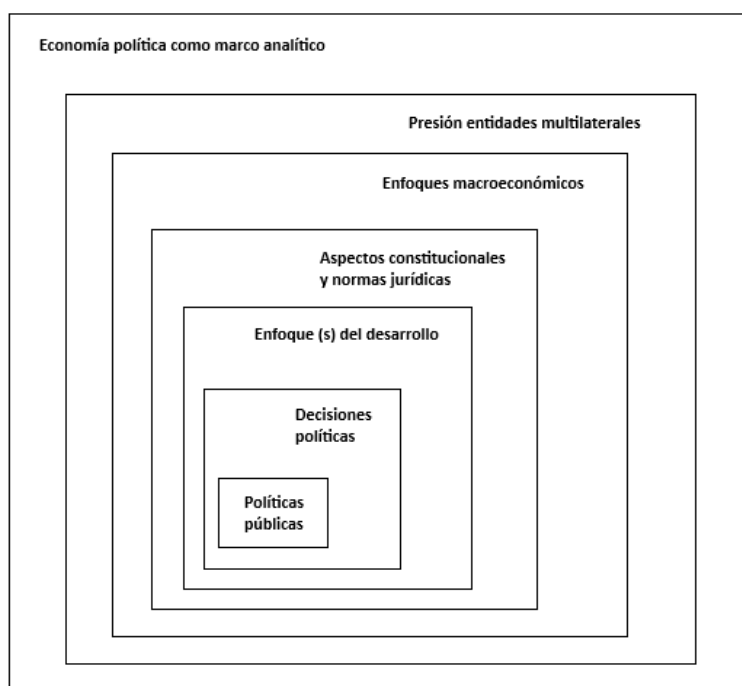 Economía política como marco analítico
Presión entidades multilaterales
Enfoques macroeconómicos
Aspectos constitucionales
y normas jurídicas
Enfoque (s) del desarrollo
Decisiones
políticas
Políticas
públicas